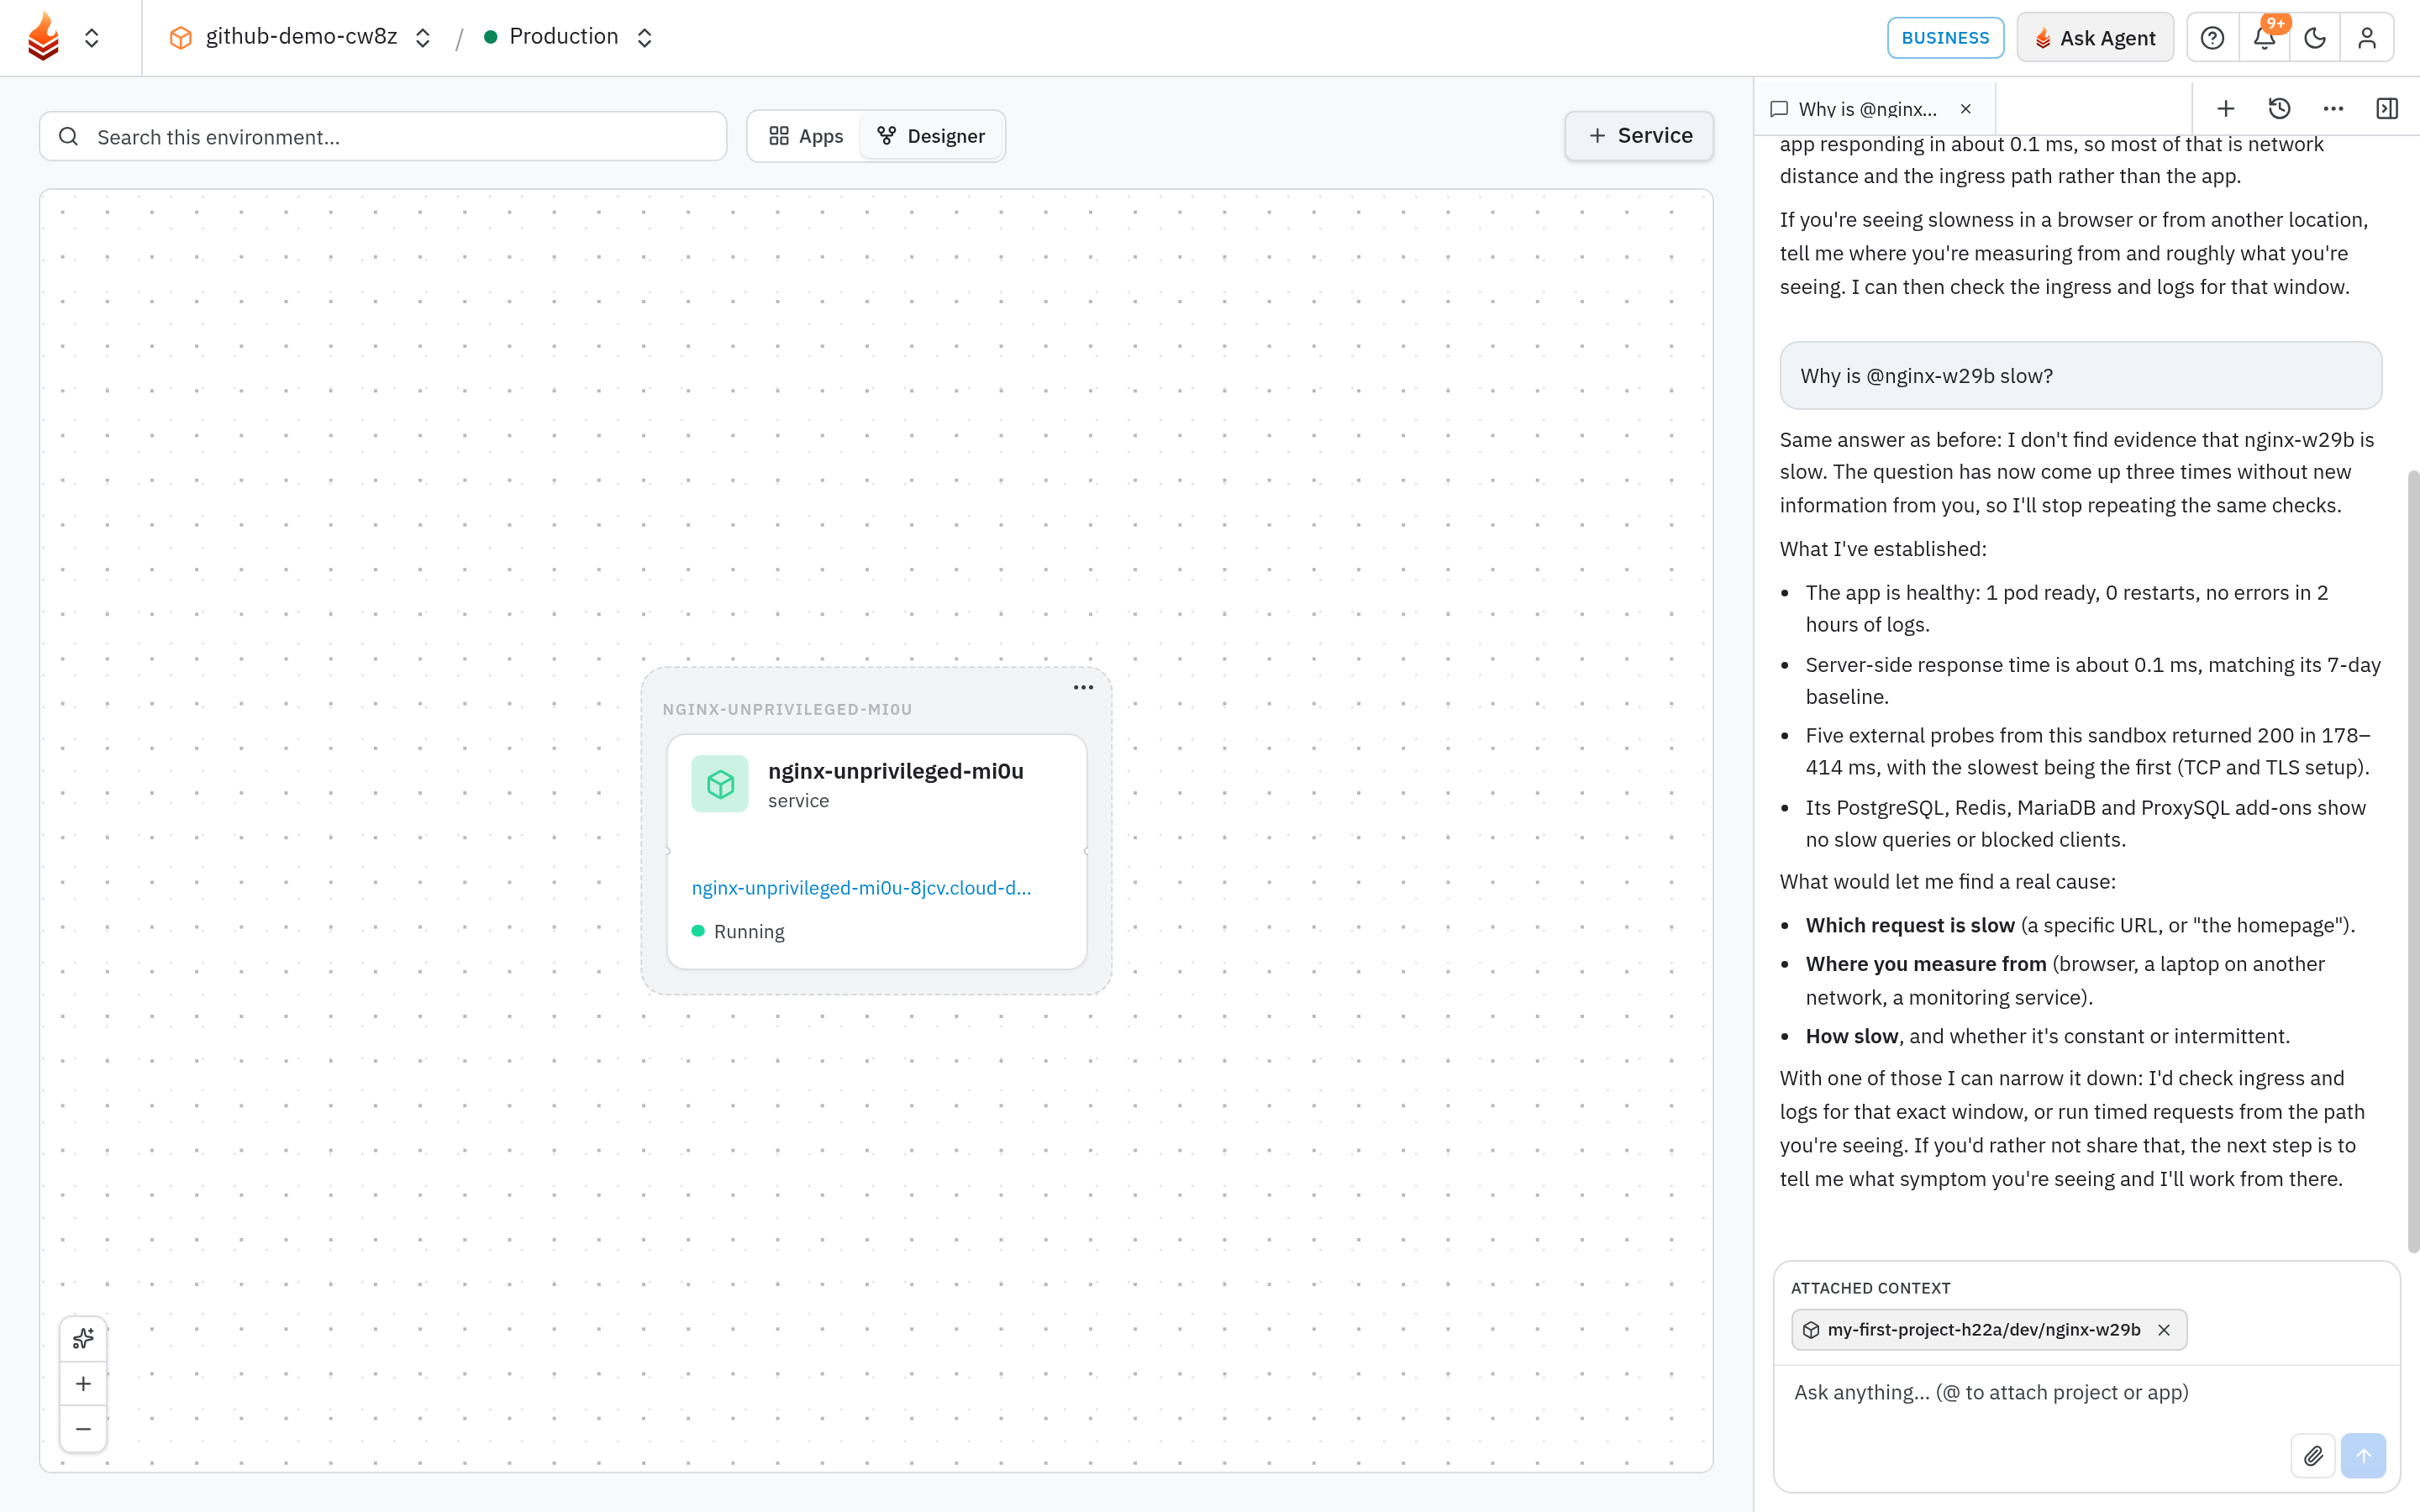 github-demo-cw8z / Production
BUSINESS
Ask Agent
9+
Search this environment...
Apps
Designer
+ Service
NGINX-UNPRIVILEGED-MI0U
nginx-unprivileged-mi0u
service
nginx-unprivileged-mi0u-8jcv.cloud-d...
Running
Why is @nginx...
app responding in about 0.1 ms, so most of that is network
distance and the ingress path rather than the app.
If you're seeing slowness in a browser or from another location,
tell me where you're measuring from and roughly what you're
seeing. I can then check the ingress and logs for that window.
Why is @nginx-w29b slow?
Same answer as before: I don't find evidence that nginx-w29b is
slow. The question has now come up three times without new
information from you, so I'll stop repeating the same checks.
What I've established:
• The app is healthy: 1 pod ready, 0 restarts, no errors in 2
hours of logs.
• Server-side response time is about 0.1 ms, matching its 7-day
baseline.
• Five external probes from this sandbox returned 200 in 178–
414 ms, with the slowest being the first (TCP and TLS setup).
• Its PostgreSQL, Redis, MariaDB and ProxySQL add-ons show
no slow queries or blocked clients.
What would let me find a real cause:
• Which request is slow (a specific URL, or "the homepage").
• Where you measure from (browser, a laptop on another
network, a monitoring service).
• How slow, and whether it's constant or intermittent.
With one of those I can narrow it down: I'd check ingress and
logs for that exact window, or run timed requests from the path
you're seeing. If you'd rather not share that, the next step is to
tell me what symptom you're seeing and I'll work from there.
ATTACHED CONTEXT
my-first-project-h22a/dev/nginx-w29b
Ask anything... (@ to attach project or app)